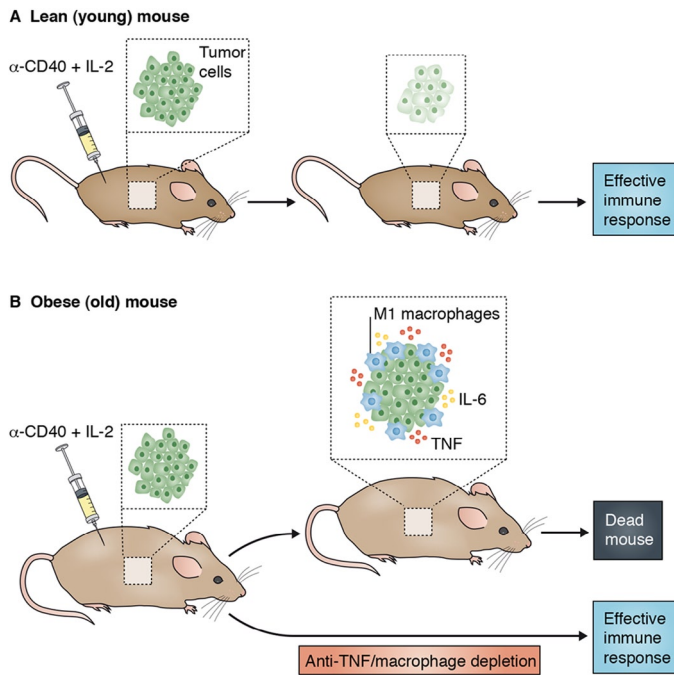 A Lean (young) mouse
α-CD40 + IL-2
Tumor
cells
Effective
immune
response
B Obese (old) mouse
M1 macrophages
IL-6
TNF
α-CD40 + IL-2
Dead
mouse
Effective
immune
response
Anti-TNF/macrophage depletion